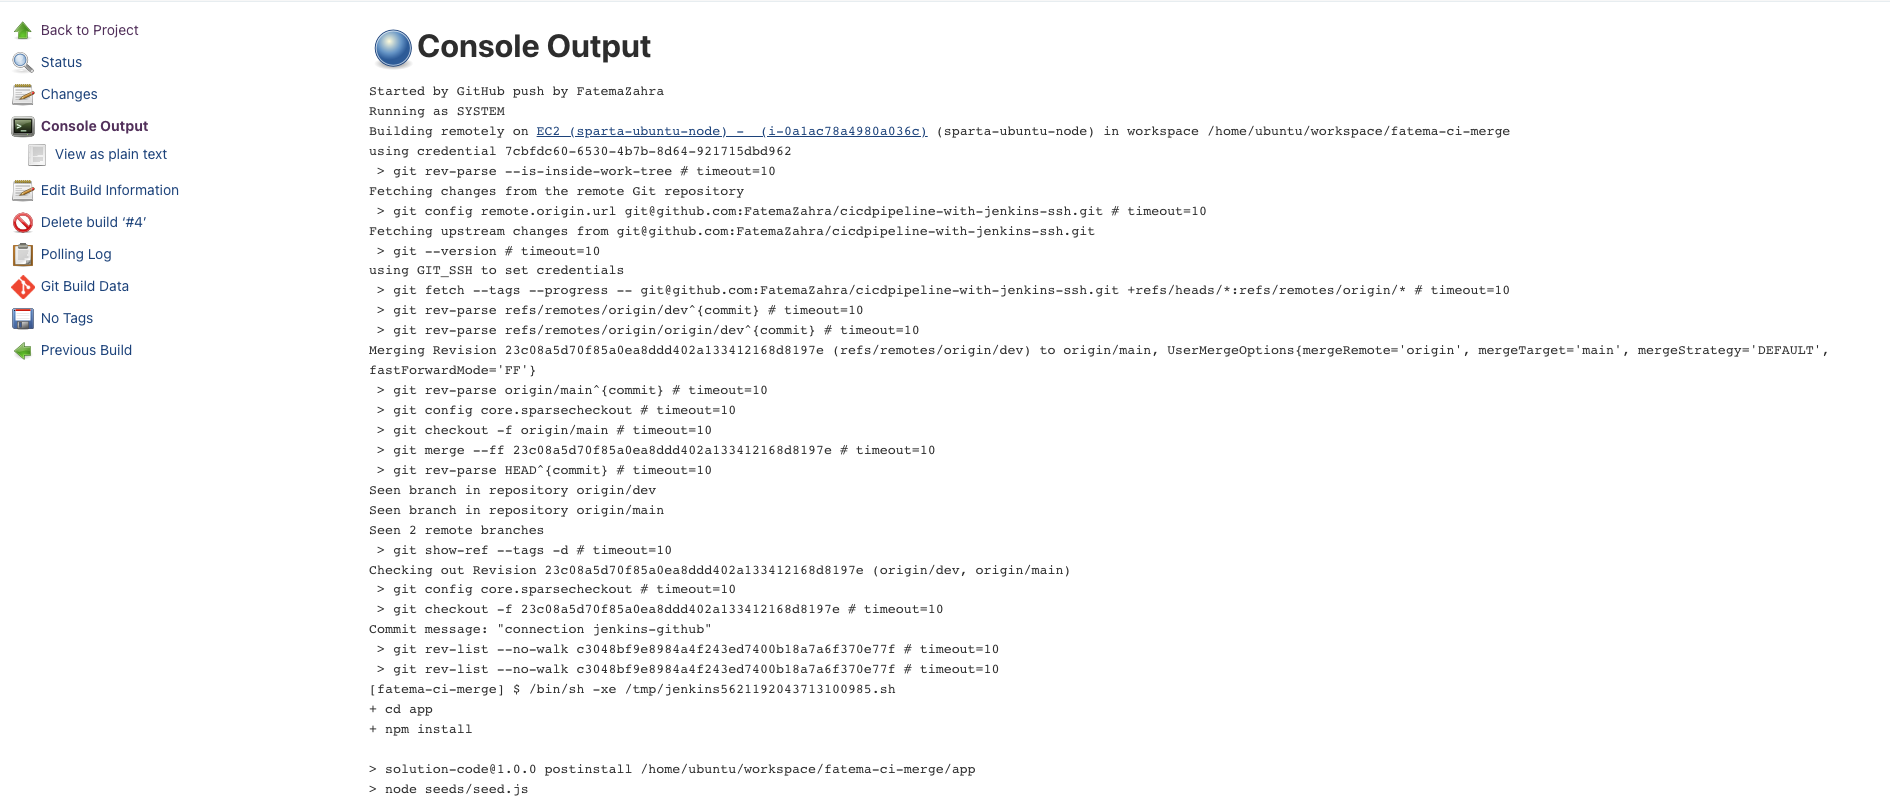 Back to Project
Status
Changes
Console Output
View as plain text
Edit Build Information
Delete build ‘#4’
Polling Log
Git Build Data
No Tags
Previous Build
Console Output
Started by GitHub push by FatemaZahra
Running as SYSTEM
Building remotely on EC2 (sparta-ubuntu-node) -  (i-0a1ac78a4980a036c) (sparta-ubuntu-node) in workspace /home/ubuntu/workspace/fatema-ci-merge
using credential 7cbfdc60-6530-4b7b-8d64-921715dbd962
 > git rev-parse --is-inside-work-tree # timeout=10
Fetching changes from the remote Git repository
 > git config remote.origin.url git@github.com:FatemaZahra/cicdpipeline-with-jenkins-ssh.git # timeout=10
Fetching upstream changes from git@github.com:FatemaZahra/cicdpipeline-with-jenkins-ssh.git
 > git --version # timeout=10
using GIT_SSH to set credentials
 > git fetch --tags --progress -- git@github.com:FatemaZahra/cicdpipeline-with-jenkins-ssh.git +refs/heads/*:refs/remotes/origin/* # timeout=10
 > git rev-parse refs/remotes/origin/dev^{commit} # timeout=10
 > git rev-parse refs/remotes/origin/origin/dev^{commit} # timeout=10
Merging Revision 23c08a5d70f85a0ea8ddd402a133412168d8197e (refs/remotes/origin/dev) to origin/main, UserMergeOptions{mergeRemote='origin', mergeTarget='main', mergeStrategy='DEFAULT',
fastForwardMode='FF'}
 > git rev-parse origin/main^{commit} # timeout=10
 > git config core.sparsecheckout # timeout=10
 > git checkout -f origin/main # timeout=10
 > git merge --ff 23c08a5d70f85a0ea8ddd402a133412168d8197e # timeout=10
 > git rev-parse HEAD^{commit} # timeout=10
Seen branch in repository origin/dev
Seen branch in repository origin/main
Seen 2 remote branches
 > git show-ref --tags -d # timeout=10
Checking out Revision 23c08a5d70f85a0ea8ddd402a133412168d8197e (origin/dev, origin/main)
 > git config core.sparsecheckout # timeout=10
 > git checkout -f 23c08a5d70f85a0ea8ddd402a133412168d8197e # timeout=10
Commit message: "connection jenkins-github"
 > git rev-list --no-walk c3048bf9e8984a4f243ed7400b18a7a6f370e77f # timeout=10
 > git rev-list --no-walk c3048bf9e8984a4f243ed7400b18a7a6f370e77f # timeout=10
[fatema-ci-merge] $ /bin/sh -xe /tmp/jenkins5621192043713100985.sh
+ cd app
+ npm install
> solution-code@1.0.0 postinstall /home/ubuntu/workspace/fatema-ci-merge/app
> node seeds/seed.js